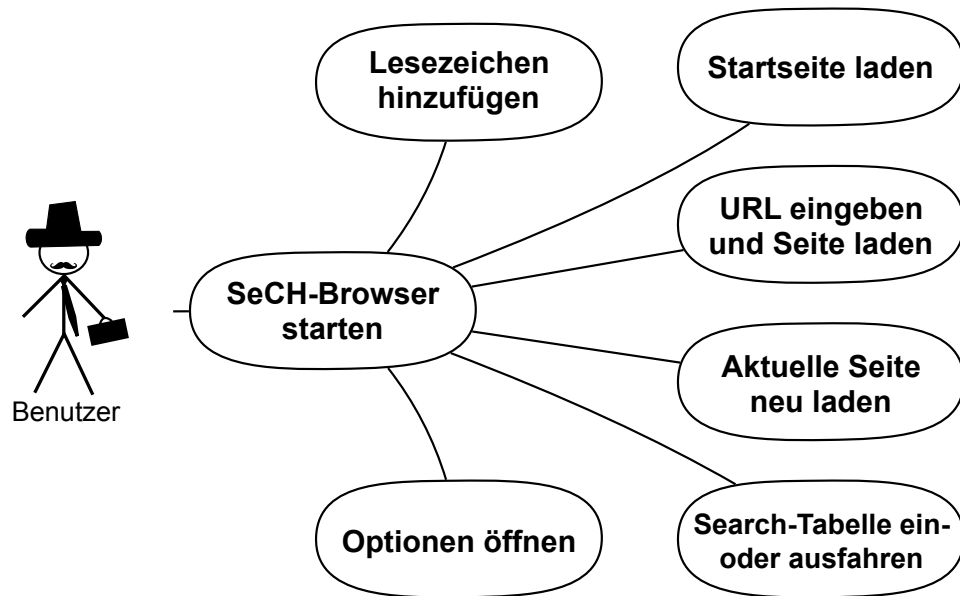 Lesezeichen
hinzufügen
Startseite laden
URL eingeben
und Seite laden
SeCH-Browser
starten
Aktuelle Seite
neu laden
Benutzer
Optionen öffnen
Search-Tabelle ein-
oder ausfahren